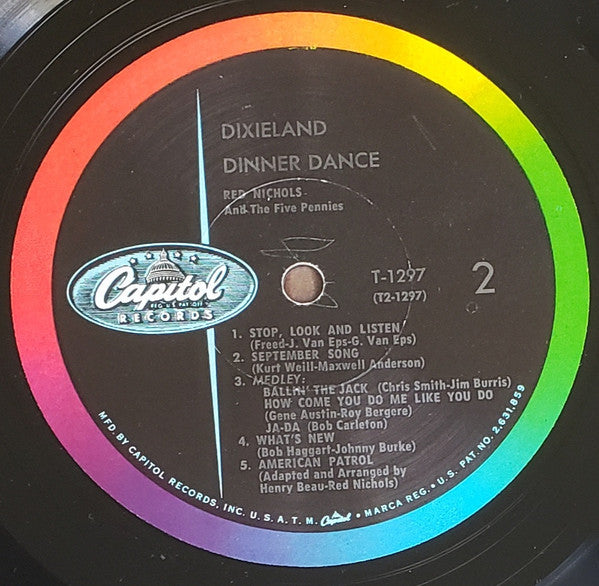 DIXIELAND
DINNER DANCE
RED NICHOLS
And The Five Pennies
Capitol
REG. U.S. PAT. OFF.
RECORDS
T-1297
(T2-1297)
2
1. STOP, LOOK AND LISTEN
(Freed-J. Van Eps-G. Van Eps)
2. SEPTEMBER SONG
(Kurt Weill-Maxwell Anderson)
3. MEDLEY:
BALLIN' THE JACK (Chris Smith-Jim Burris)
HOW COME YOU DO ME LIKE YOU DO
(Gene Austin-Roy Bergere)
JA-DA (Bob Carleton)
4. WHAT'S NEW
(Bob Haggart-Johnny Burke)
5. AMERICAN PATROL
(Adapted and Arranged by
Henry Beau-Red Nichols)
MFD. BY CAPITOL RECORDS, INC. U.S.A. T.M. Capitol • MARCA REG. • U.S. PAT. NO. 2,631,859